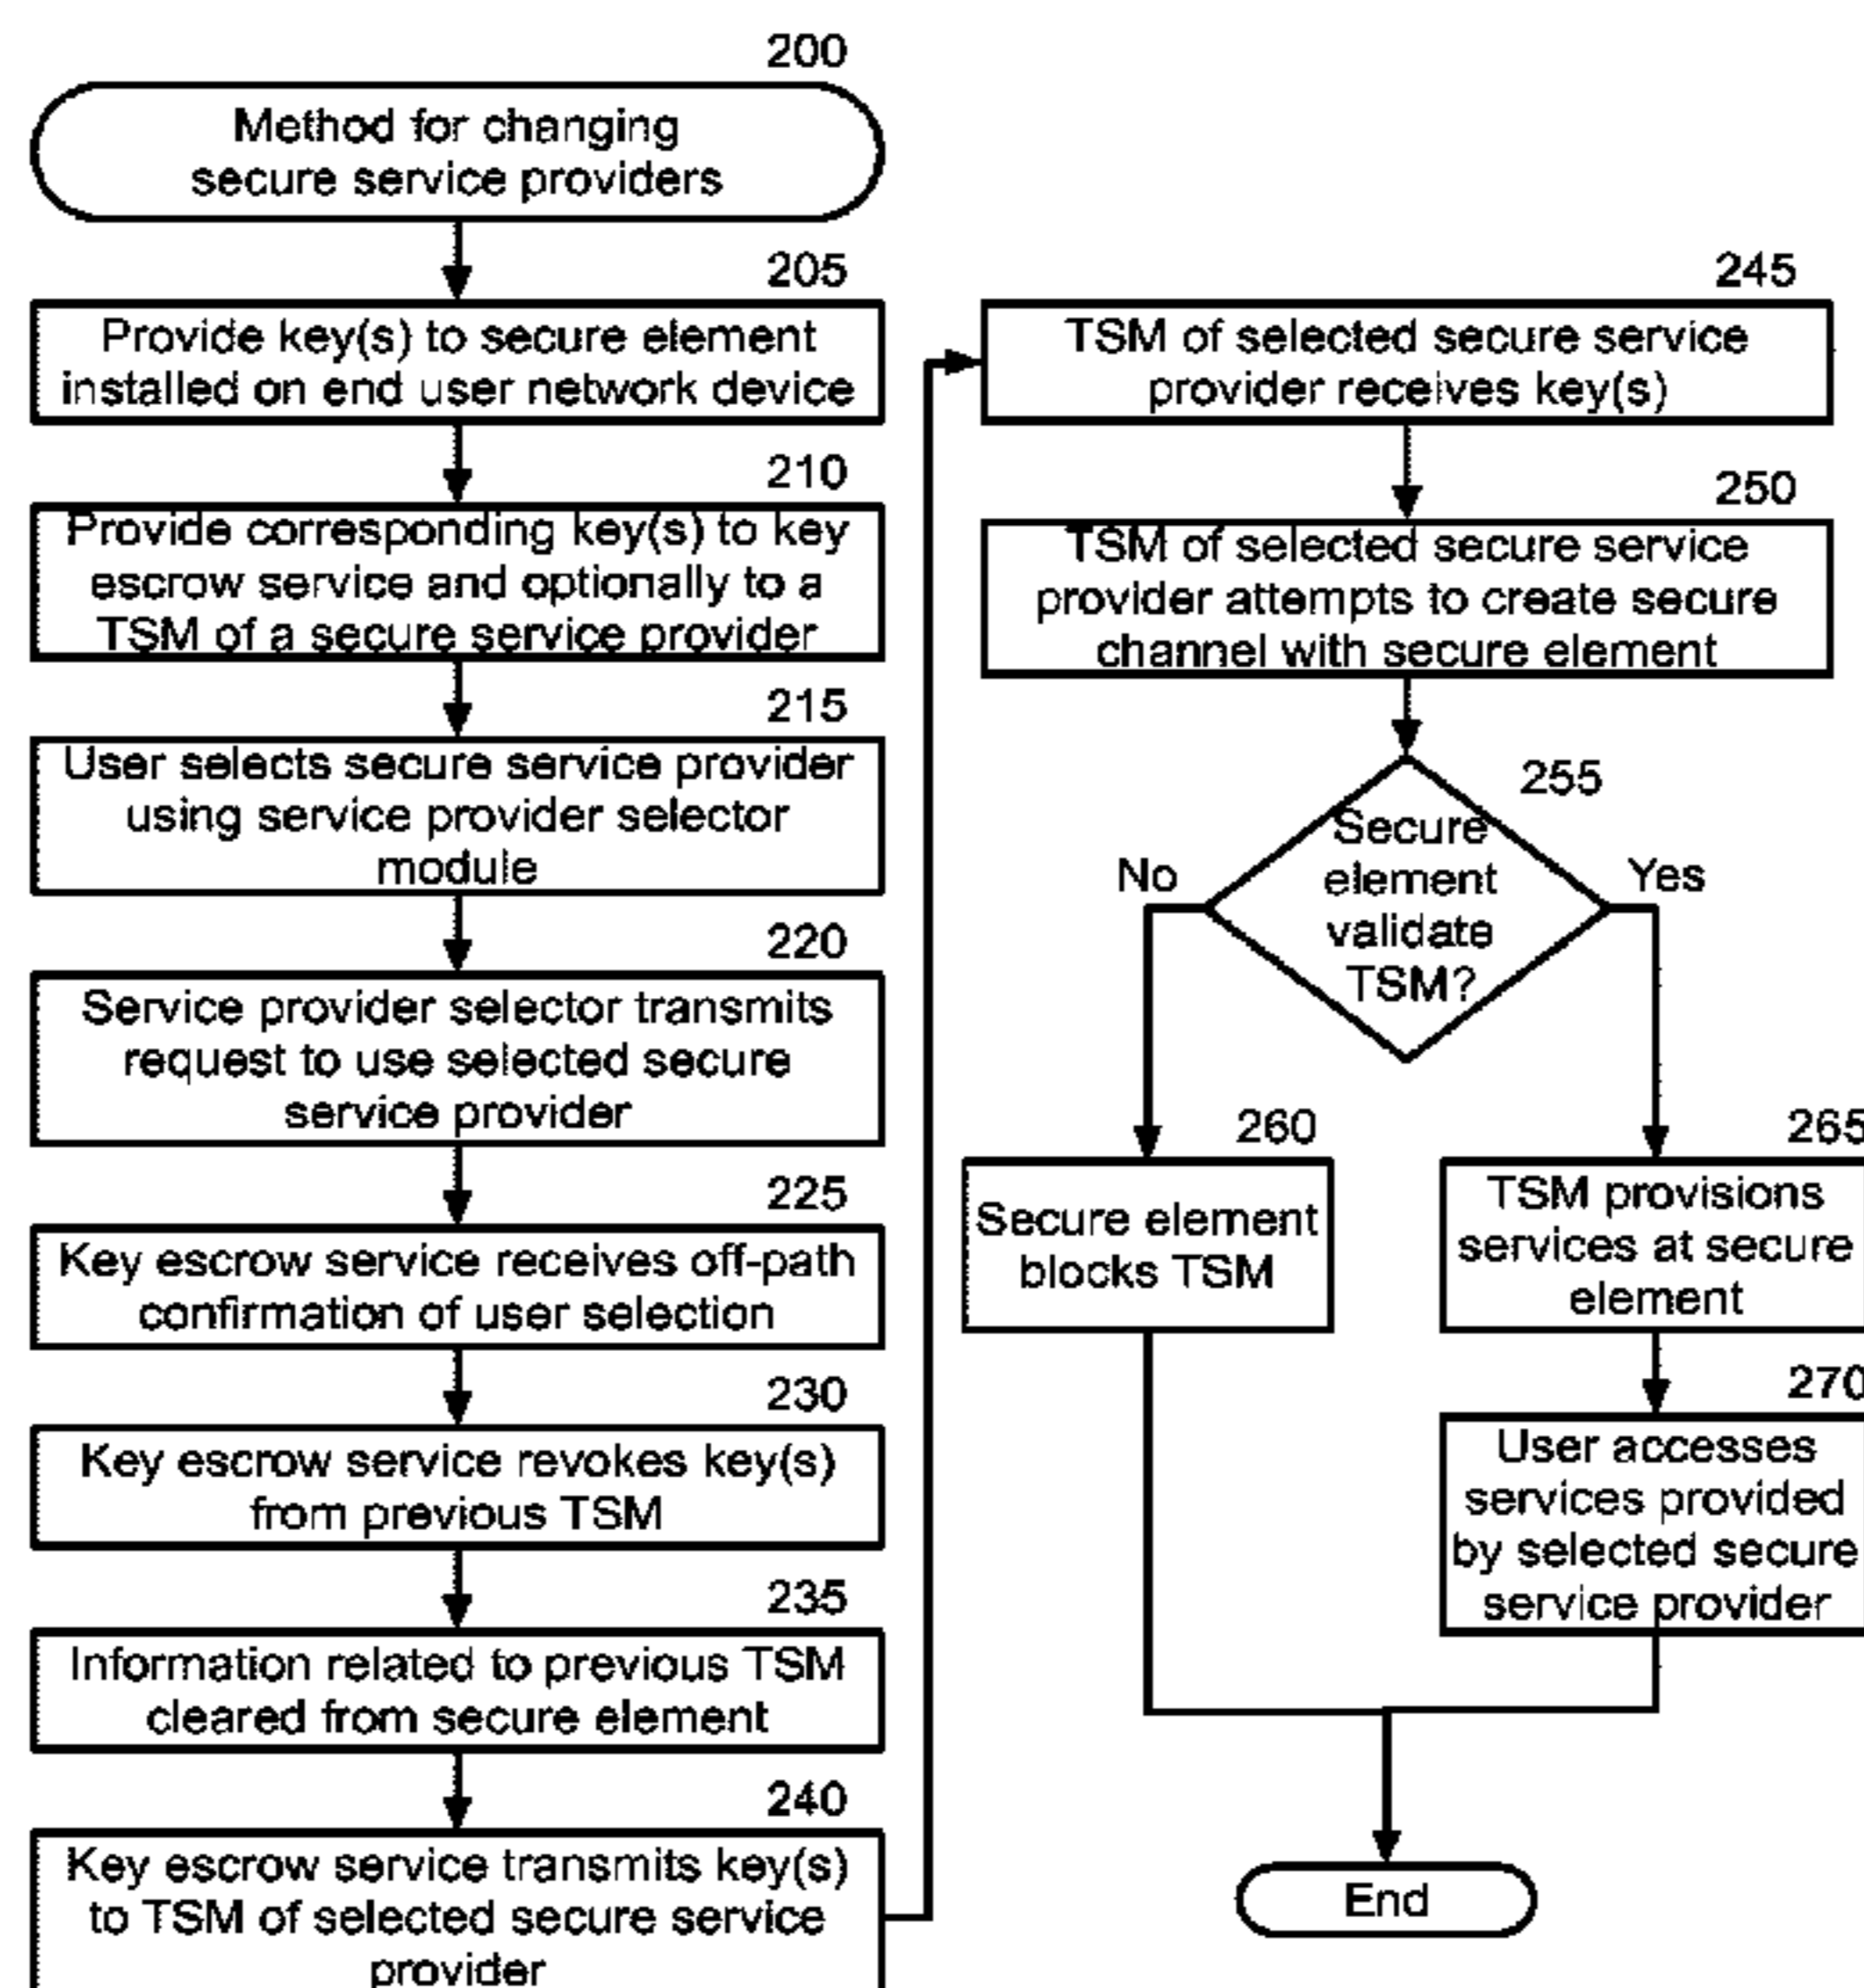 200
Method for changing
secure service providers
205
Provide key(s) to secure element
installed on end user network device
210
Provide corresponding key(s) to key
escrow service and optionally to a
TSM of a secure service provider
215
User selects secure service provider
using service provider selector
module
220
Service provider selector transmits
request to use selected secure
service provider
225
Key escrow service receives off-path
confirmation of user selection
230
Key escrow service revokes key(s)
from previous TSM
235
Information related to previous TSM
cleared from secure element
240
Key escrow service transmits key(s)
to TSM of selected secure service
provider
245
TSM of selected secure service
provider receives key(s)
250
TSM of selected secure service
provider attempts to create secure
channel with secure element
255
Secure
element
validate
TSM?
No
Yes
260
Secure element
blocks TSM
265
TSM provisions
services at secure
element
270
User accesses
services provided
by selected secure
service provider
End